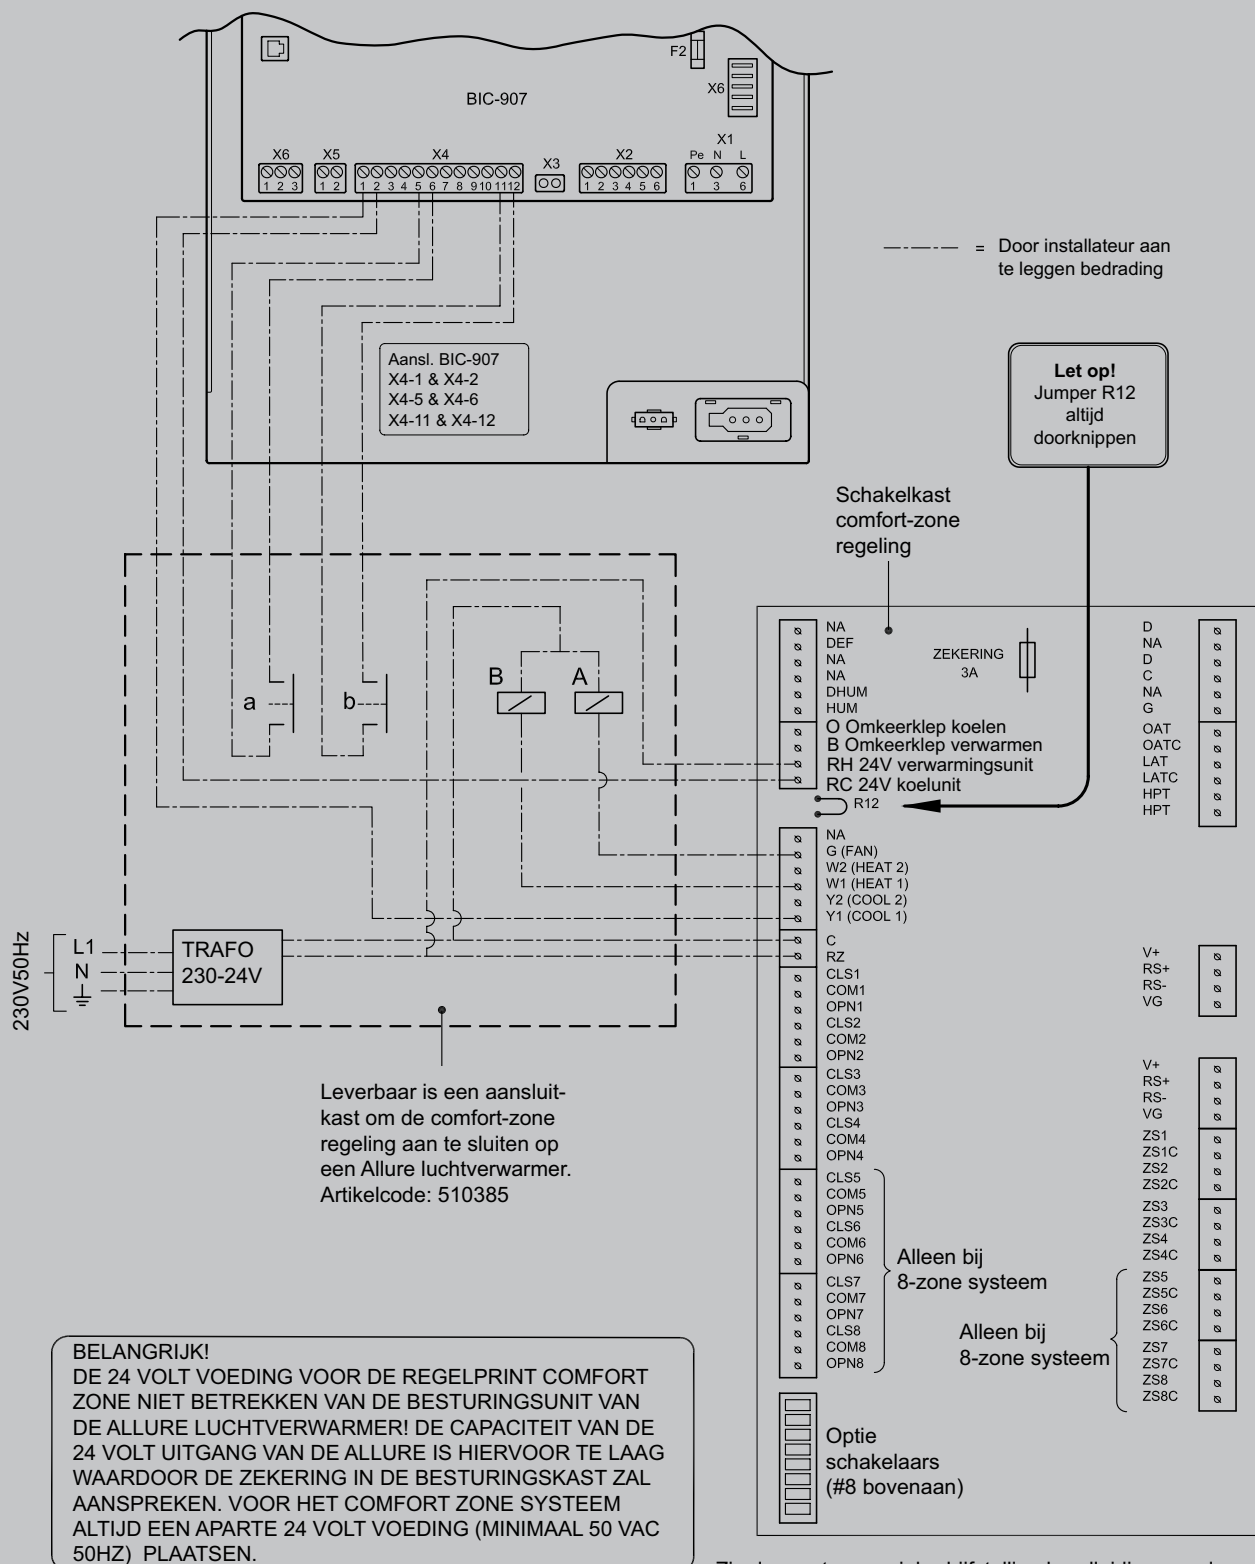 F2
X6
BIC-907
X6 X5 X4 X3 X2 X1
Pe N L
1 2 3 1 2 1 2 3 4 5 6 7 8 9 10 11 12 1 2 3 4 5 6 1 3 6
= Door installateur aan
te leggen bedrading
Aansl. BIC-907
X4-1 & X4-2
X4-5 & X4-6
X4-11 & X4-12
Let op!
Jumper R12
altijd
doorknippen
Schakelkast
comfort-zone
regeling
a
b
B
A
230V50Hz
L1
N
TRAFO
230-24V
ZEKERING
3A
NA
DEF
NA
NA
DHUM
HUM
O Omkeerklep koelen
B Omkeerklep verwarmen
RH 24V verwarmingsunit
RC 24V koelunit
R12
NA
G (FAN)
W2 (HEAT 2)
W1 (HEAT 1)
Y2 (COOL 2)
Y1 (COOL 1)
C
RZ
CLS1
COM1
OPN1
CLS2
COM2
OPN2
CLS3
COM3
OPN3
CLS4
COM4
OPN4
CLS5
COM5
OPN5
CLS6
COM6
OPN6
CLS7
COM7
OPN7
CLS8
COM8
OPN8
Alleen bij
8-zone systeem
Optie
schakelaars
(#8 bovenaan)
D
NA
D
C
NA
G
OAT
OATC
LAT
LATC
HPT
HPT
V+
RS+
RS-
VG
V+
RS+
RS-
VG
ZS1
ZS1C
ZS2
ZS2C
ZS3
ZS3C
ZS4
ZS4C
ZS5
ZS5C
ZS6
ZS6C
ZS7
ZS7C
ZS8
ZS8C
Alleen bij
8-zone systeem
Leverbaar is een aansluit-
kast om de comfort-zone
regeling aan te sluiten op
een Allure luchtverwarmer.
Artikelcode: 510385
BELANGRIJK!
DE 24 VOLT VOEDING VOOR DE REGELPRINT COMFORT
ZONE NIET BETREKKEN VAN DE BESTURINGSUNIT VAN
DE ALLURE LUCHTVERWARMER! DE CAPACITEIT VAN DE
24 VOLT UITGANG VAN DE ALLURE IS HIERVOOR TE LAAG
WAARDOOR DE ZEKERING IN DE BESTURINGSKAST ZAL
AANSPREKEN. VOOR HET COMFORT ZONE SYSTEEM
ALTIJD EEN APARTE 24 VOLT VOEDING (MINIMAAL 50 VAC
50HZ) PLAATSEN.